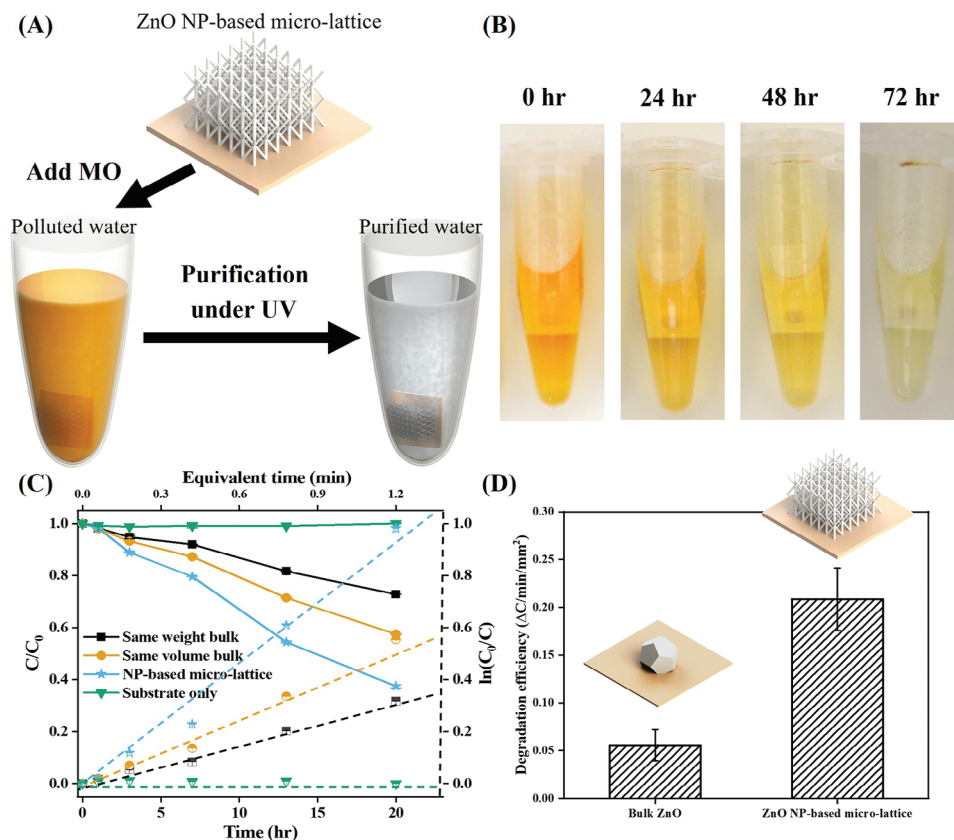 (A)
ZnO NP-based micro-lattice
Add MO
Polluted water
Purified water
Purification
under UV
(B)
0 hr
24 hr
48 hr
72 hr
(C)
Equivalent time (min)
0.0
0.3
0.6
0.9
1.2
C/C₀
1.0
0.8
0.6
0.4
0.2
0.0
Same weight bulk
Same volume bulk
NP-based micro-lattice
Substrate only
ln(C₀/C)
1.0
0.8
0.6
0.4
0.2
0.0
0
5
10
15
20
Time (hr)
(D)
Degradation efficiency (ΔC/min/mm²)
0.30
0.25
0.20
0.15
0.10
0.05
0.00
Bulk ZnO
ZnO NP-based micro-lattice